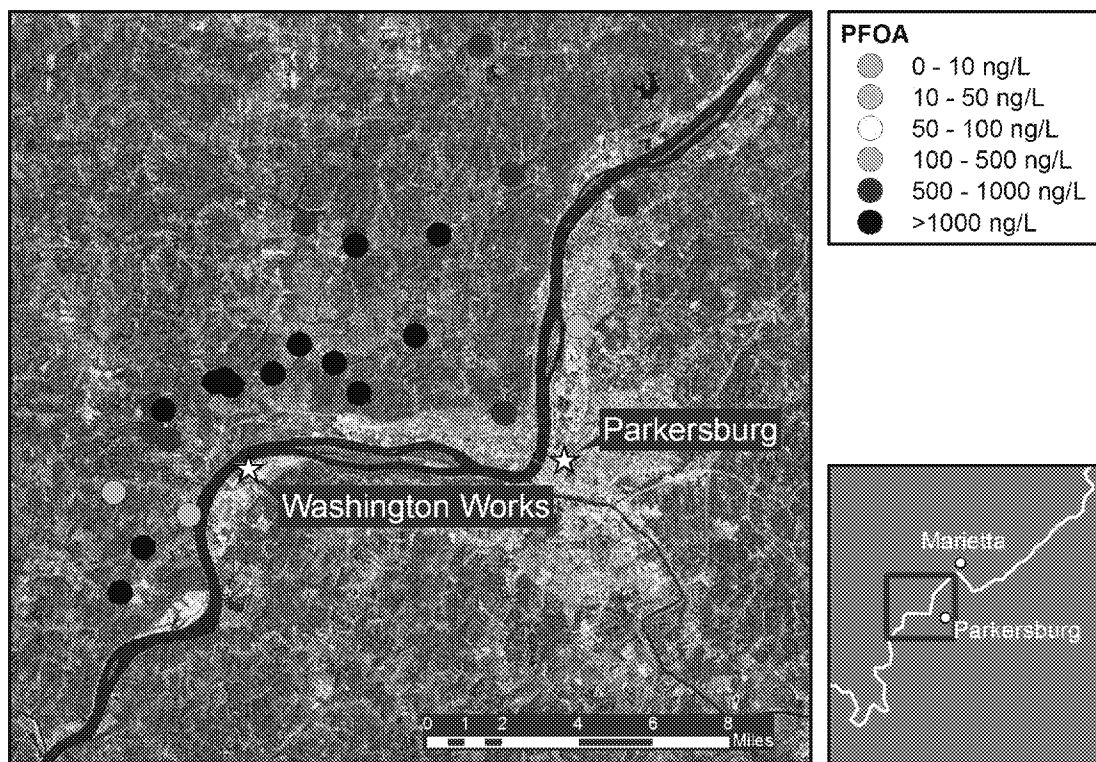 PFOA
0 - 10 ng/L
10 - 50 ng/L
50 - 100 ng/L
100 - 500 ng/L
500 - 1000 ng/L
>1000 ng/L
Parkersburg
Washington Works
0 1 2 4 6 8
Miles
Marietta
Parkersburg